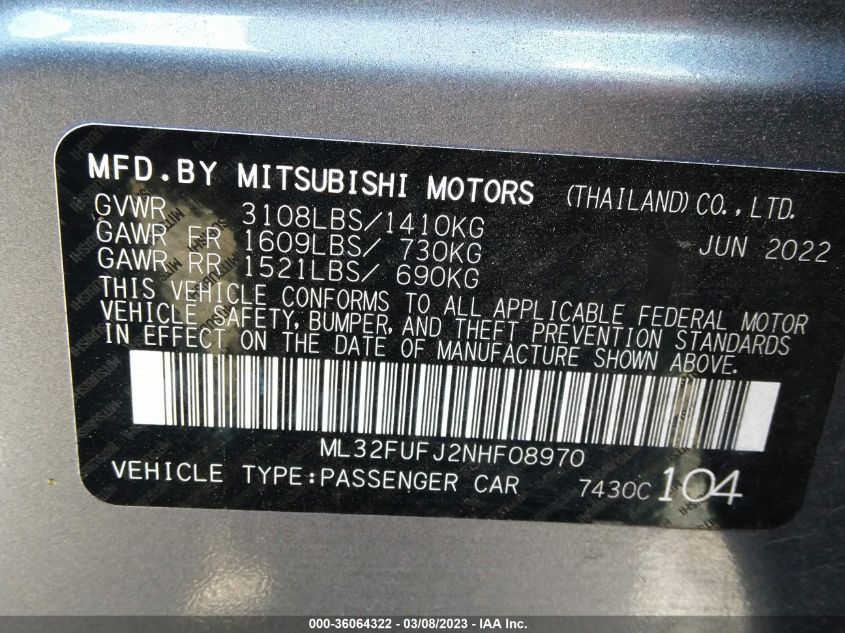 MFD.BY MITSUBISHI MOTORS (THAILAND) CO., LTD.
GVWR 3108LBS/1410KG
GAWR FR 1609LBS/ 730KG JUN 2022
GAWR RR 1521LBS/ 690KG
THIS VEHICLE CONFORMS TO ALL APPLICABLE FEDERAL MOTOR
VEHICLE SAFETY, BUMPER, AND THEFT PREVENTION STANDARDS
IN EFFECT ON THE DATE OF MANUFACTURE SHOWN ABOVE.
ML32FUFJ2NHF08970
VEHICLE TYPE:PASSENGER CAR 7430C 104
000-36064322 - 03/08/2023 - IAA Inc.